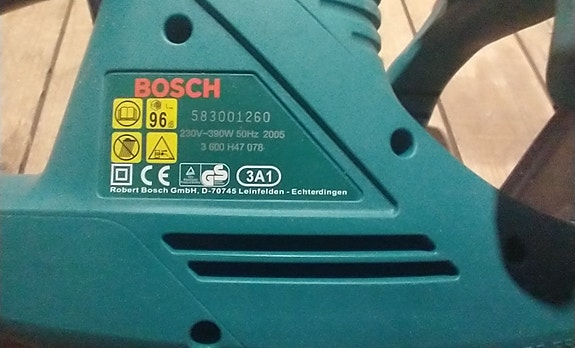 BOSCH
583001260
96
dB
230V~390W 50Hz 2005
3 600 H47 078
CE
GS
3A1
Robert Bosch GmbH, D-70745 Leinfelden - Echterdingen